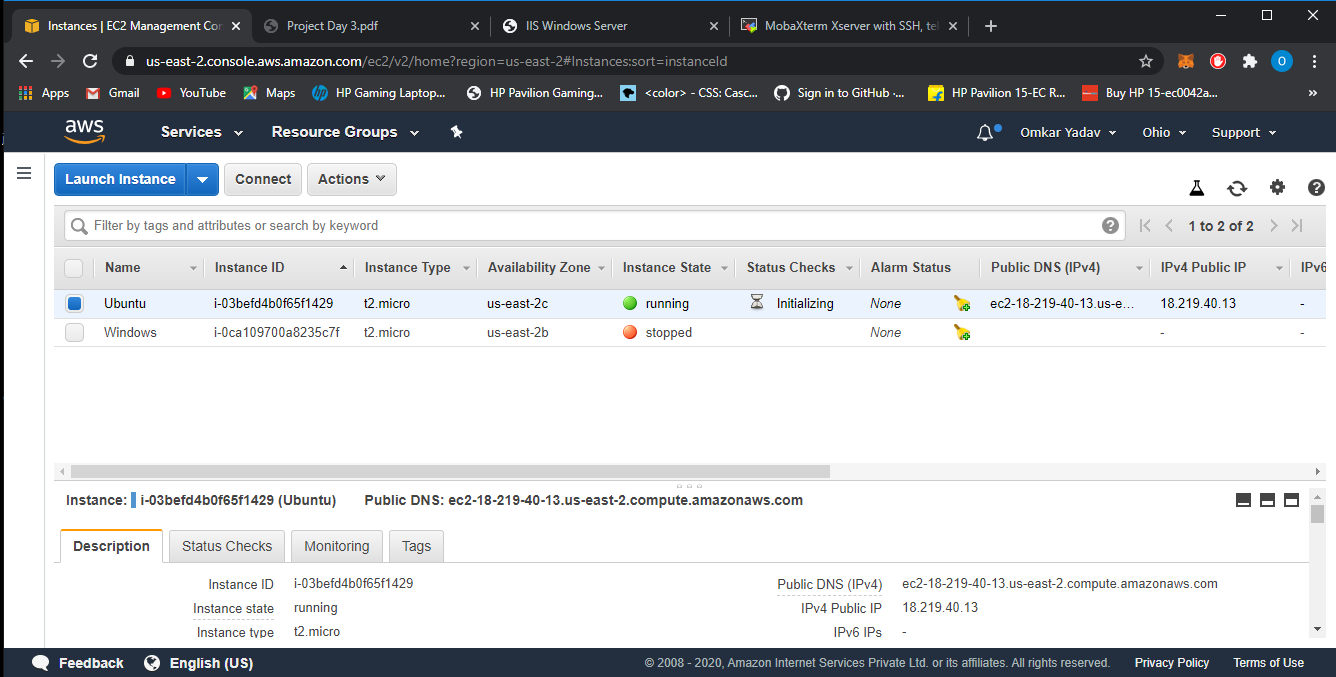 Instances | EC2 Management Con
Project Day 3.pdf
IIS Windows Server
MobaXterm Xserver with SSH, tel
us-east-2.console.aws.amazon.com/ec2/v2/home?region=us-east-2#Instances:sort=instanceId
Apps Gmail YouTube Maps HP Gaming Laptop... HP Pavilion Gaming... <color> - CSS: Casc... Sign in to GitHub ·... HP Pavilion 15-EC R... Buy HP 15-ec0042a... »
aws Services Resource Groups Omkar Yadav Ohio Support
Launch Instance Connect Actions
Filter by tags and attributes or search by keyword 1 to 2 of 2
Name Instance ID Instance Type Availability Zone Instance State Status Checks Alarm Status Public DNS (IPv4) IPv4 Public IP IPv6
Ubuntu i-03befd4b0f65f1429 t2.micro us-east-2c running Initializing None ec2-18-219-40-13.us-e... 18.219.40.13 -
Windows i-0ca109700a8235c7f t2.micro us-east-2b stopped None - -
Instance: i-03befd4b0f65f1429 (Ubuntu) Public DNS: ec2-18-219-40-13.us-east-2.compute.amazonaws.com
Description Status Checks Monitoring Tags
Instance ID i-03befd4b0f65f1429 Public DNS (IPv4) ec2-18-219-40-13.us-east-2.compute.amazonaws.com
Instance state running IPv4 Public IP 18.219.40.13
Instance type t2.micro IPv6 IPs -
Feedback English (US) © 2008 - 2020, Amazon Internet Services Private Ltd. or its affiliates. All rights reserved. Privacy Policy Terms of Use